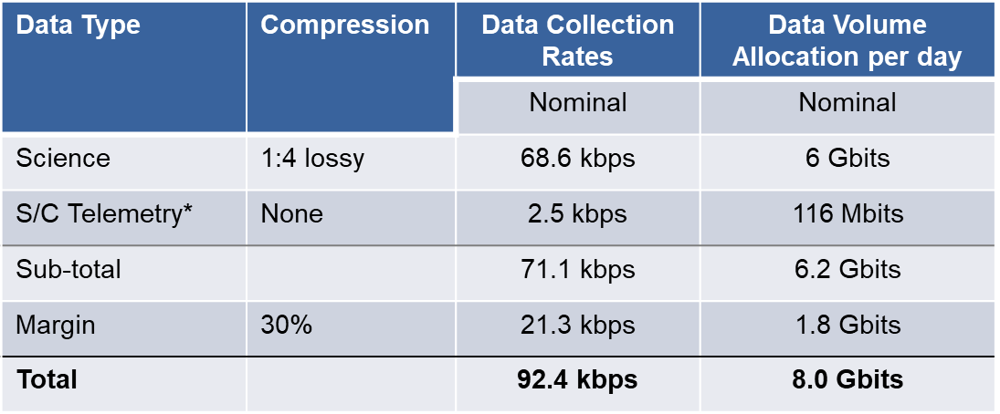 Data Type
Compression
Data Collection
Rates
Data Volume
Allocation per day
Nominal
Nominal
Science
1:4 lossy
68.6 kbps
6 Gbits
S/C Telemetry*
None
2.5 kbps
116 Mbits
Sub-total
71.1 kbps
6.2 Gbits
Margin
30%
21.3 kbps
1.8 Gbits
Total
92.4 kbps
8.0 Gbits